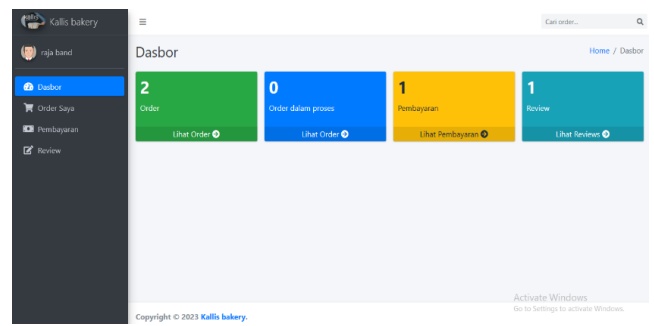 Kallis bakery
Cari order...
raja band
Dasbor
Home / Dasbor
Dasbor
Order Saya
Pembayaran
Review
2
Order
Lihat Order
0
Order dalam proses
Lihat Order
1
Pembayaran
Lihat Pembayaran
1
Review
Lihat Reviews
Activate Windows
Go to Settings to activate Windows.
Copyright © 2023 Kallis bakery.